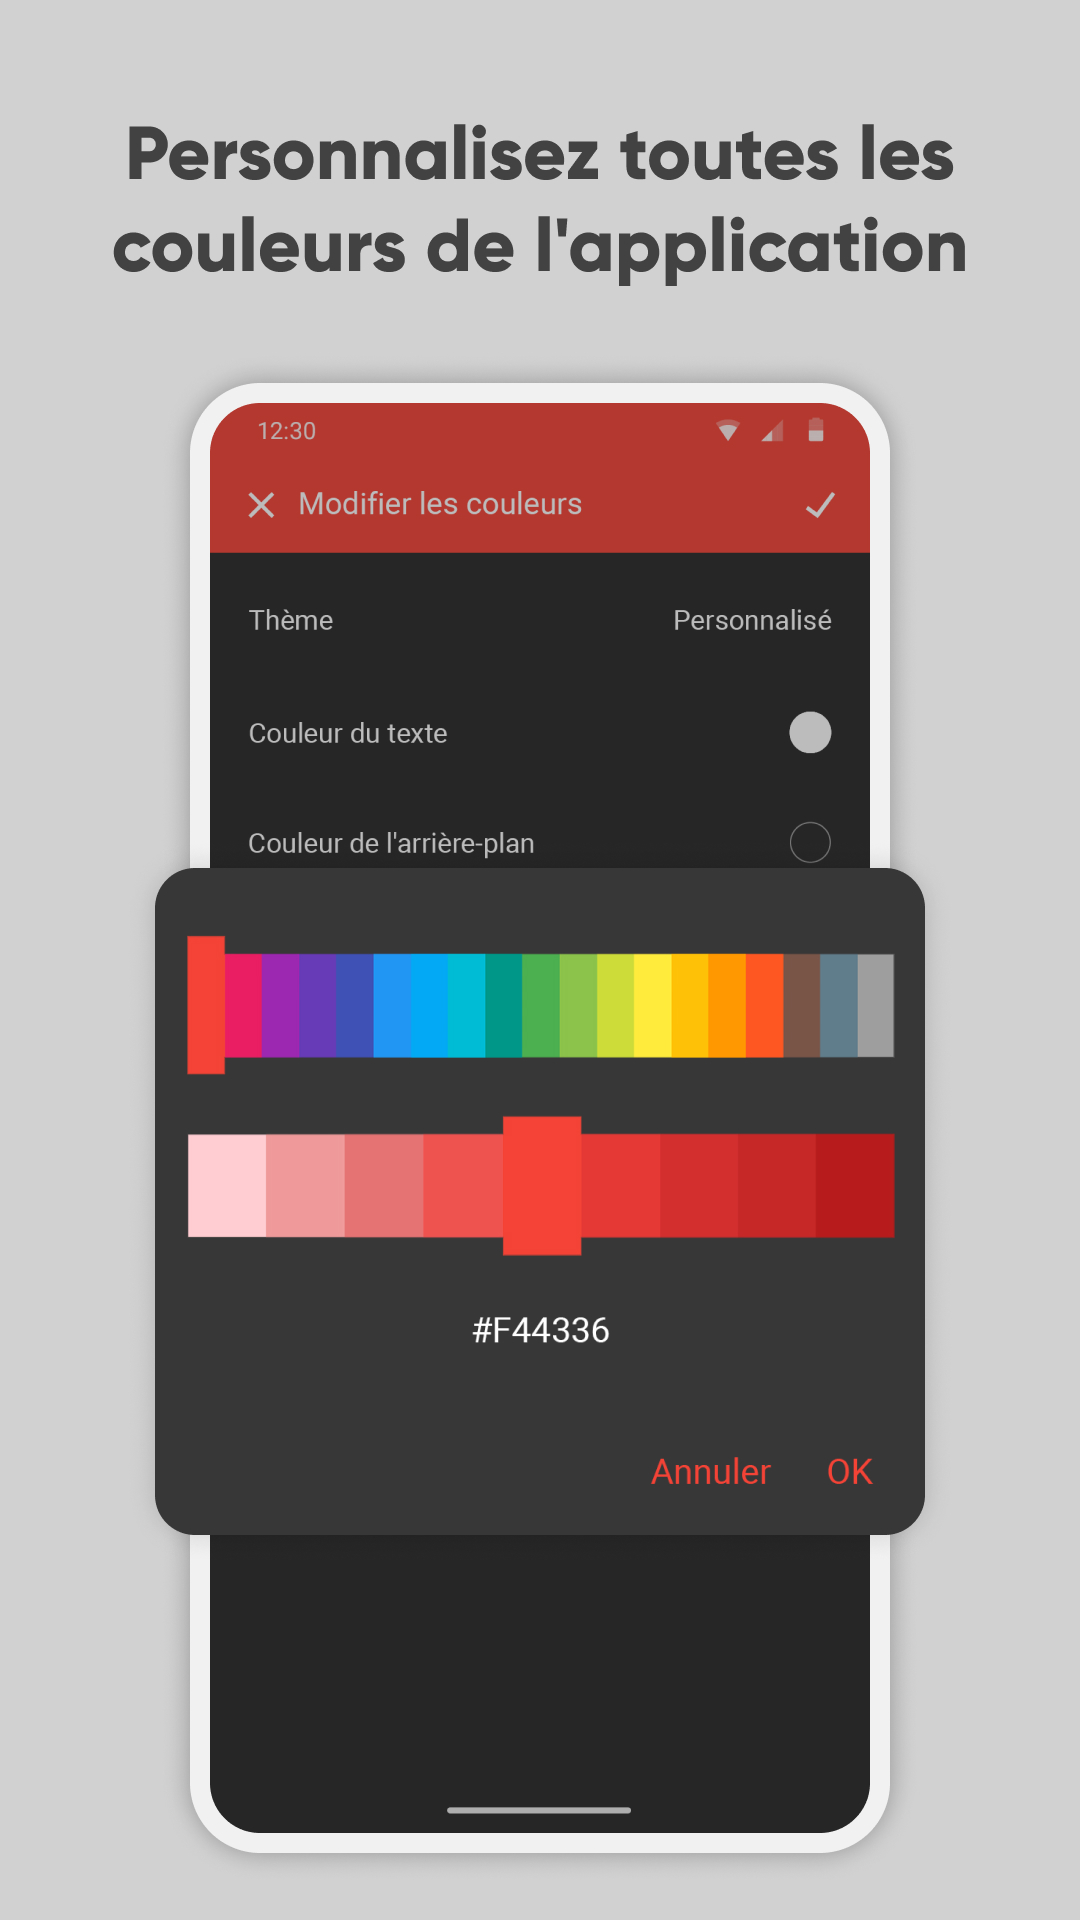 Personnalisez toutes les
couleurs de l'application
12:30
Modifier les couleurs
Thème Personnalisé
Couleur du texte
Couleur de l'arrière-plan
#F44336
Annuler OK